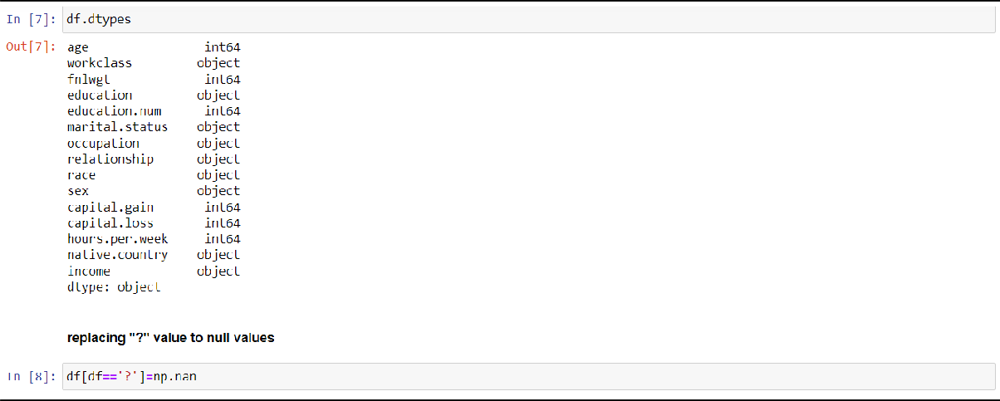 In [7]: df.dtypes
Out[7]: age int64
workclass object
fnlwgt int64
education object
education.num int64
marital.status object
occupation object
relationship object
race object
sex object
capital.gain int64
capital.loss int64
hours.per.week int64
native.country object
income object
dtype: object
replacing "?" value to null values
In [8]: df[df=='?']=np.nan